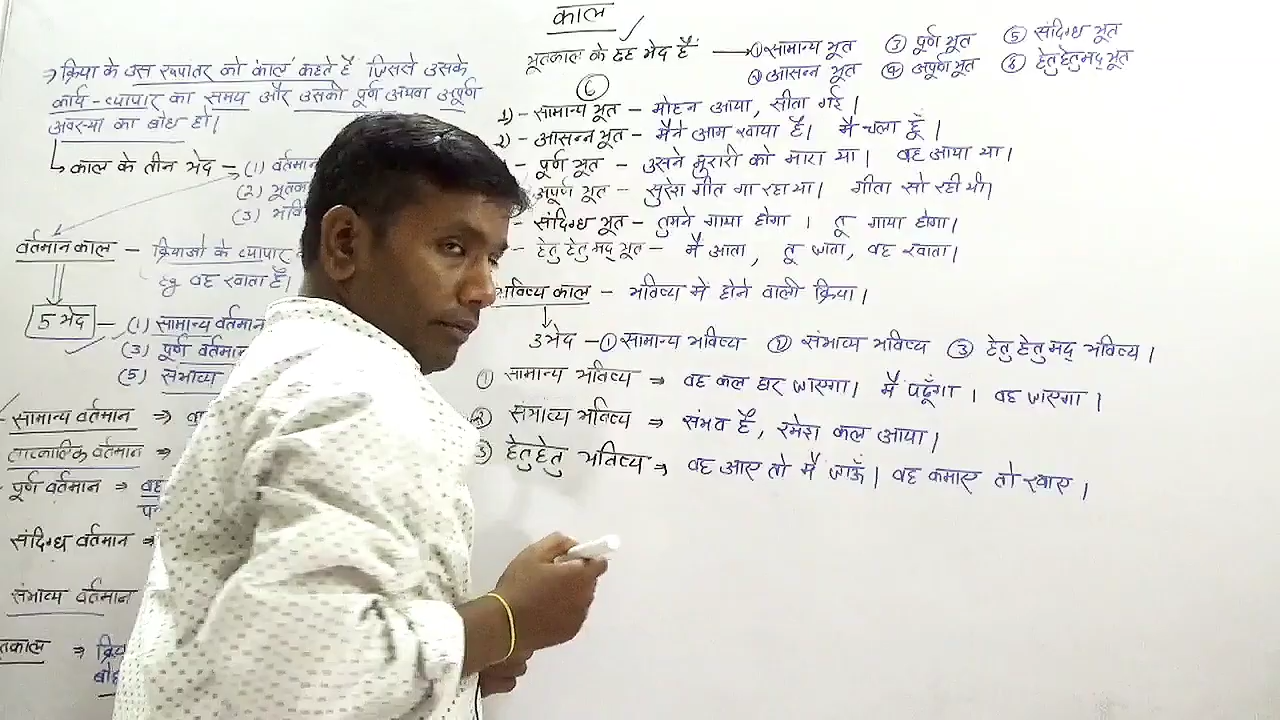 काल
क्रिया के उस रूपांतर को 'काल' कहते हैं जिससे उसके
कार्य-व्यापार का समय और उसकी पूर्ण अथवा अपूर्ण
अवस्था का बोध हो।
काल के तीन भेद - (1) वर्तमान
(2) भूतक
(3) भवि
वर्तमान काल - क्रियाओं के व्यापार
eg वह खाता है।
5 भेद - (1) सामान्य वर्तमान
(3) पूर्ण वर्तमान
(5) संभाव्य
सामान्य वर्तमान ⇒
तात्कालिक वर्तमान ⇒
पूर्ण वर्तमान ⇒ वह
संदिग्ध वर्तमान ⇒
संभाव्य वर्तमान
तकाल ⇒ क्रि
बो
भूतकाल के छह भेद हैं → ① सामान्य भूत ③ पूर्ण भूत ⑤ संदिग्ध भूत
② आसन्न भूत ④ अपूर्ण भूत ⑥ हेतुहेतुमद् भूत
6
1) - सामान्य भूत - मोहन आया, सीता गई।
2) - आसन्न भूत - मैने आम खाया है। मै चला हूँ।
- पूर्ण भूत - उसने मुरारी को मारा था। वह आया था।
अपूर्ण भूत - सुरेश गीत गा रहा था। गीता सो रही थी।
- संदिग्ध भूत - तुमने गाया होगा। तू गाया होगा।
- हेतुहेतुमद् भूत - मै आता, तू जाता, वह खाता।
भविष्य काल - भविष्य मे होने वाली क्रिया।
3 भेद - ① सामान्य भविष्य ② संभाव्य भविष्य ③ हेतुहेतुमद् भविष्य।
① सामान्य भविष्य ⇒ वह कल घर जाएगा। मै पढूँगा। वह जाएगा।
② संभाव्य भविष्य ⇒ संभव है, रमेश कल आया।
③ हेतुहेतु भविष्य ⇒ वह आए तो मै जाऊँ। वह कमाए तो खाए।